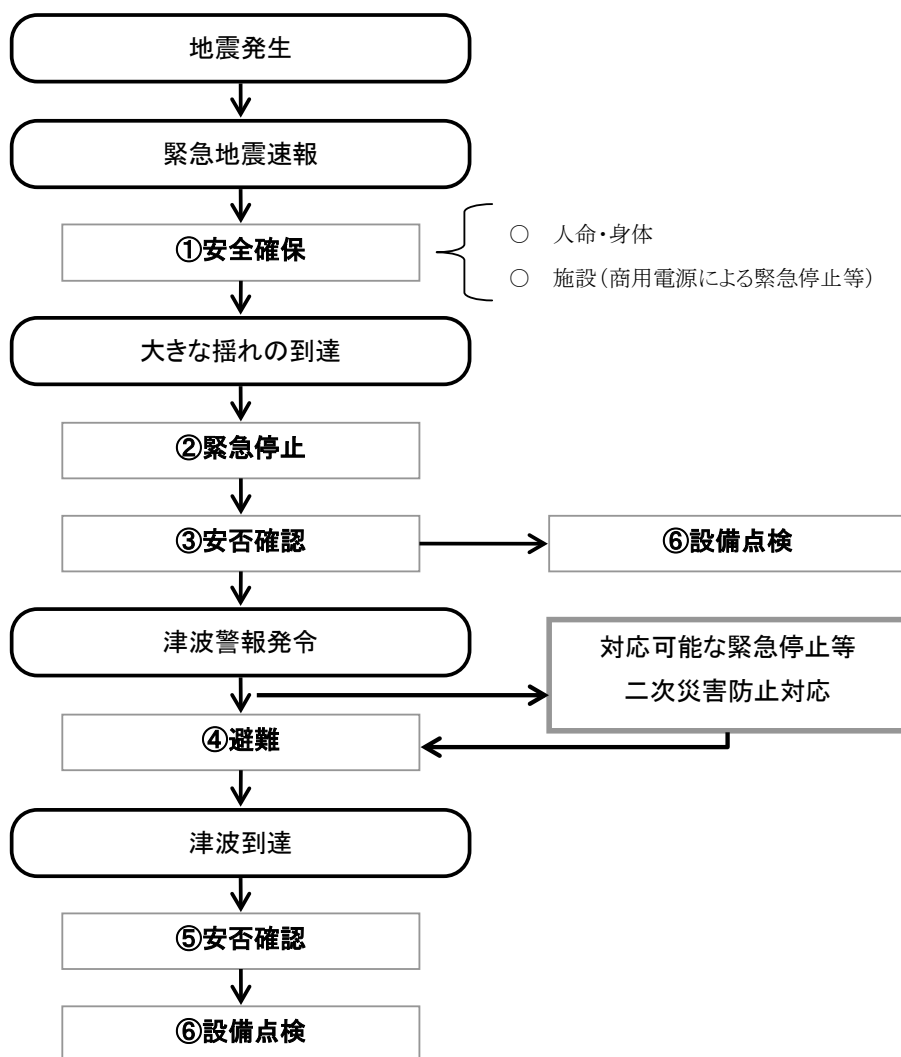 地震発生
緊急地震速報
①安全確保
○ 人命・身体
○ 施設(商用電源による緊急停止等)
大きな揺れの到達
②緊急停止
③安否確認
⑥設備点検
津波警報発令
対応可能な緊急停止等
二次災害防止対応
④避難
津波到達
⑤安否確認
⑥設備点検